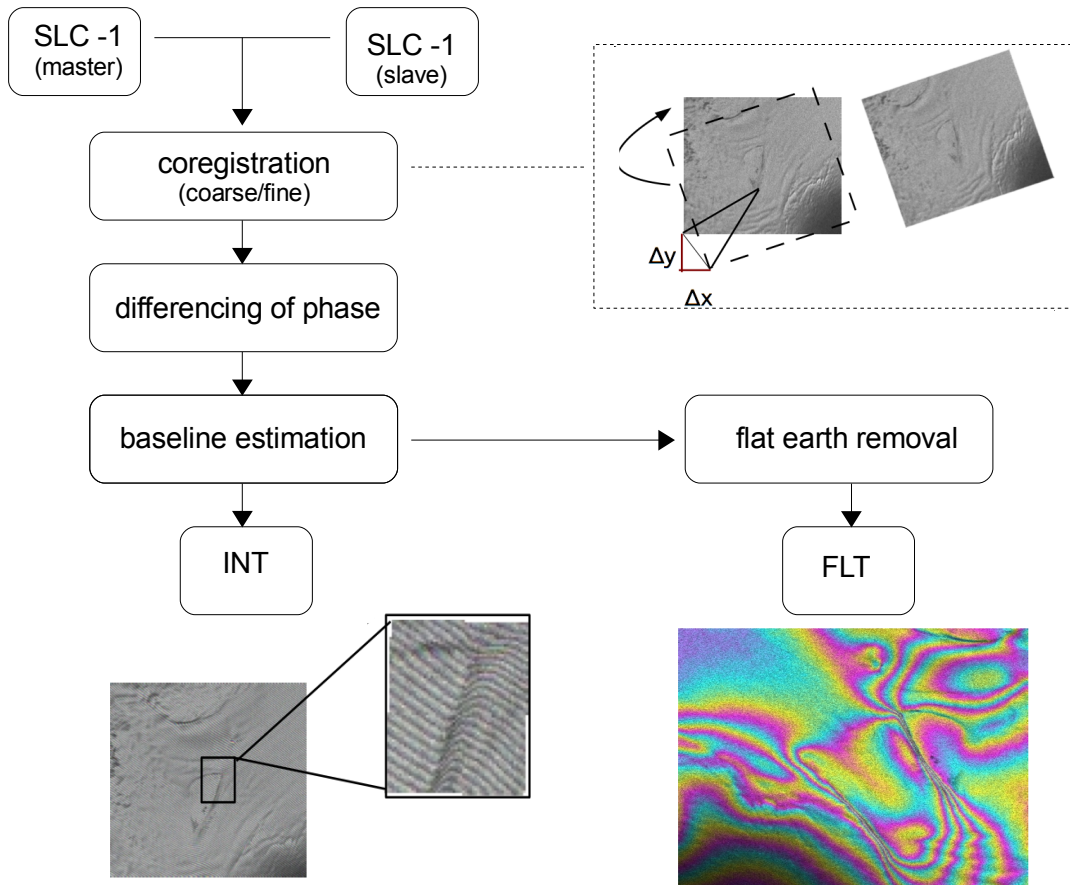 SLC -1
(master)
SLC -1
(slave)
coregistration
(coarse/fine)
Δy
Δx
differencing of phase
baseline estimation
flat earth removal
INT
FLT